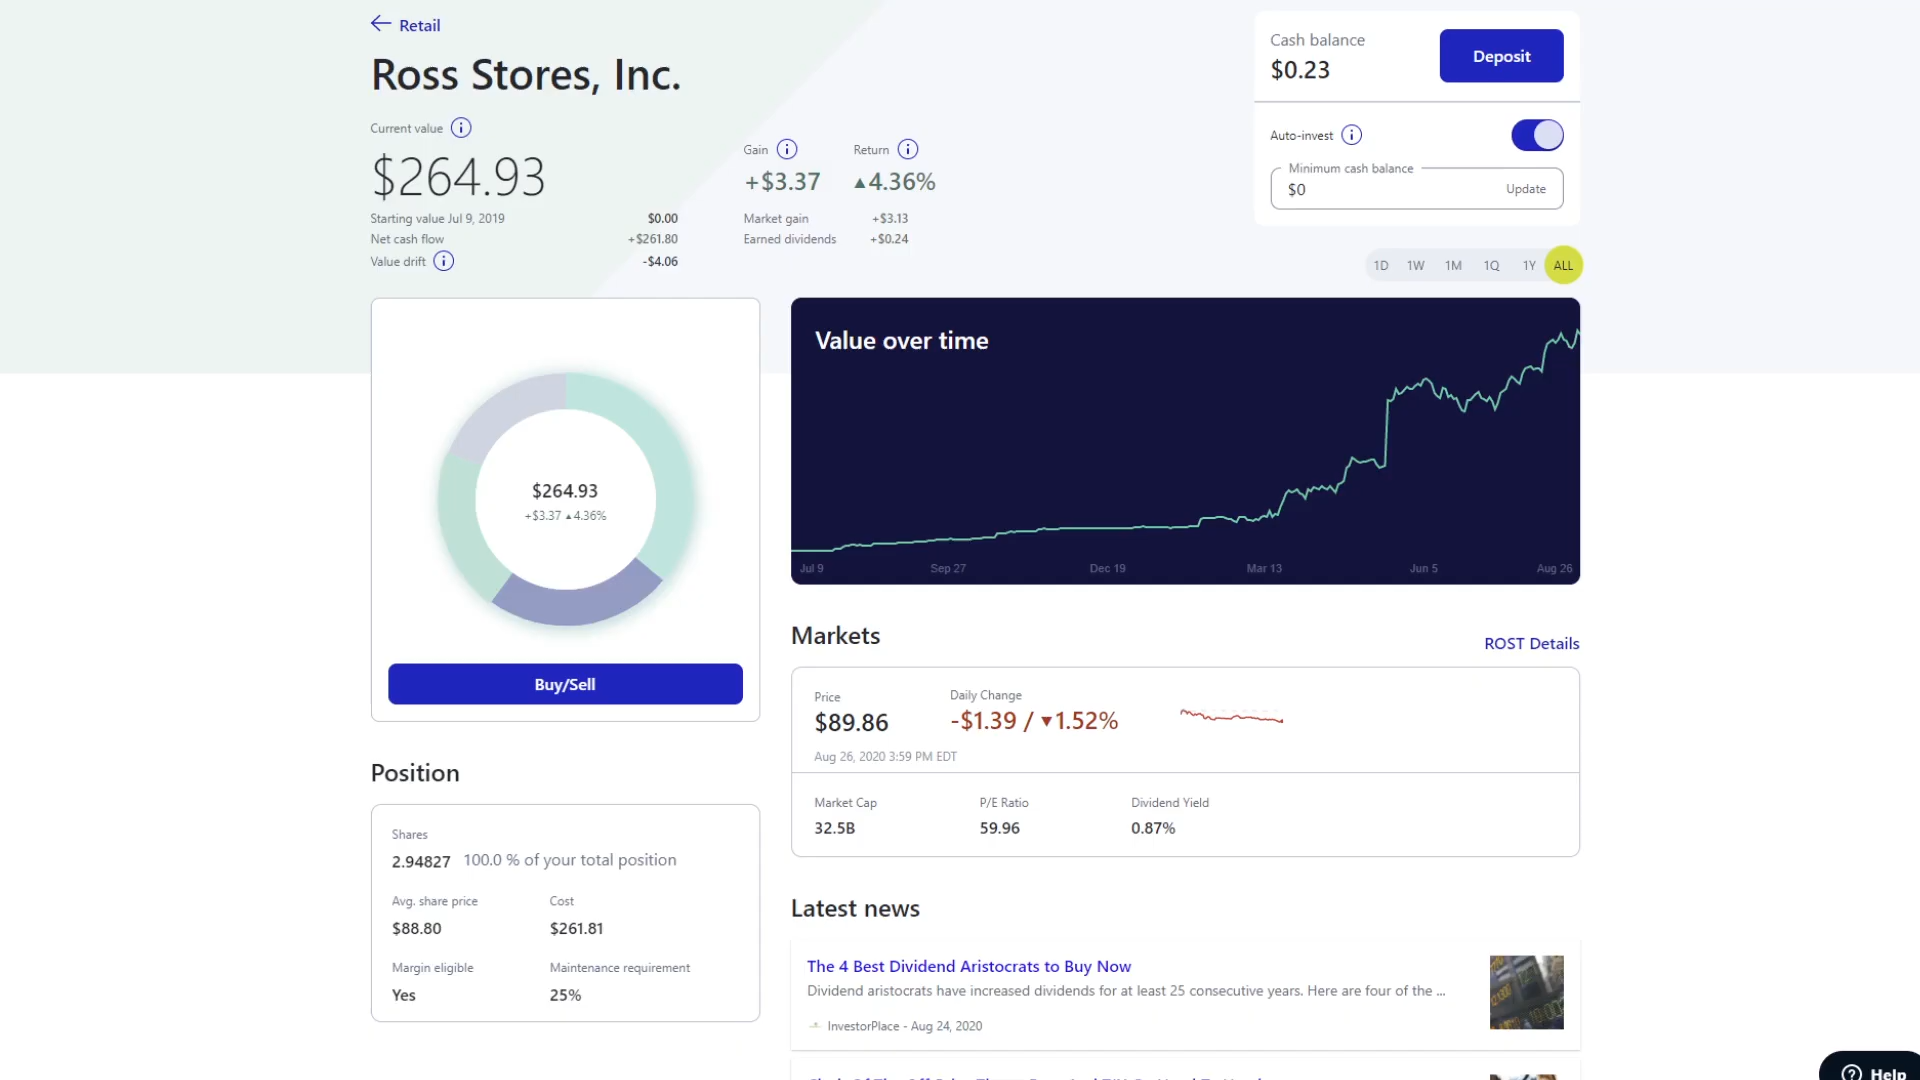 Retail
Ross Stores, Inc.
Current value
$264.93
Starting value Jul 9, 2019 $0.00
Net cash flow +$261.80
Value drift -$4.06
Gain Return
+$3.37 ▲4.36%
Market gain +$3.13
Earned dividends +$0.24
Cash balance
$0.23
Deposit
Auto-invest
Minimum cash balance
$0 Update
1D 1W 1M 1Q 1Y ALL
$264.93
+$3.37 ▲4.36%
Buy/Sell
Value over time
Jul 9 Sep 27 Dec 19 Mar 13 Jun 5 Aug 26
Position
Shares
2.94827 100.0 % of your total position
Avg. share price Cost
$88.80 $261.81
Margin eligible Maintenance requirement
Yes 25%
Markets
ROST Details
Price Daily Change
$89.86 -$1.39 / ▼1.52%
Aug 26, 2020 3:59 PM EDT
Market Cap P/E Ratio Dividend Yield
32.5B 59.96 0.87%
Latest news
The 4 Best Dividend Aristocrats to Buy Now
Dividend aristocrats have increased dividends for at least 25 consecutive years. Here are four of the ...
InvestorPlace - Aug 24, 2020
Help